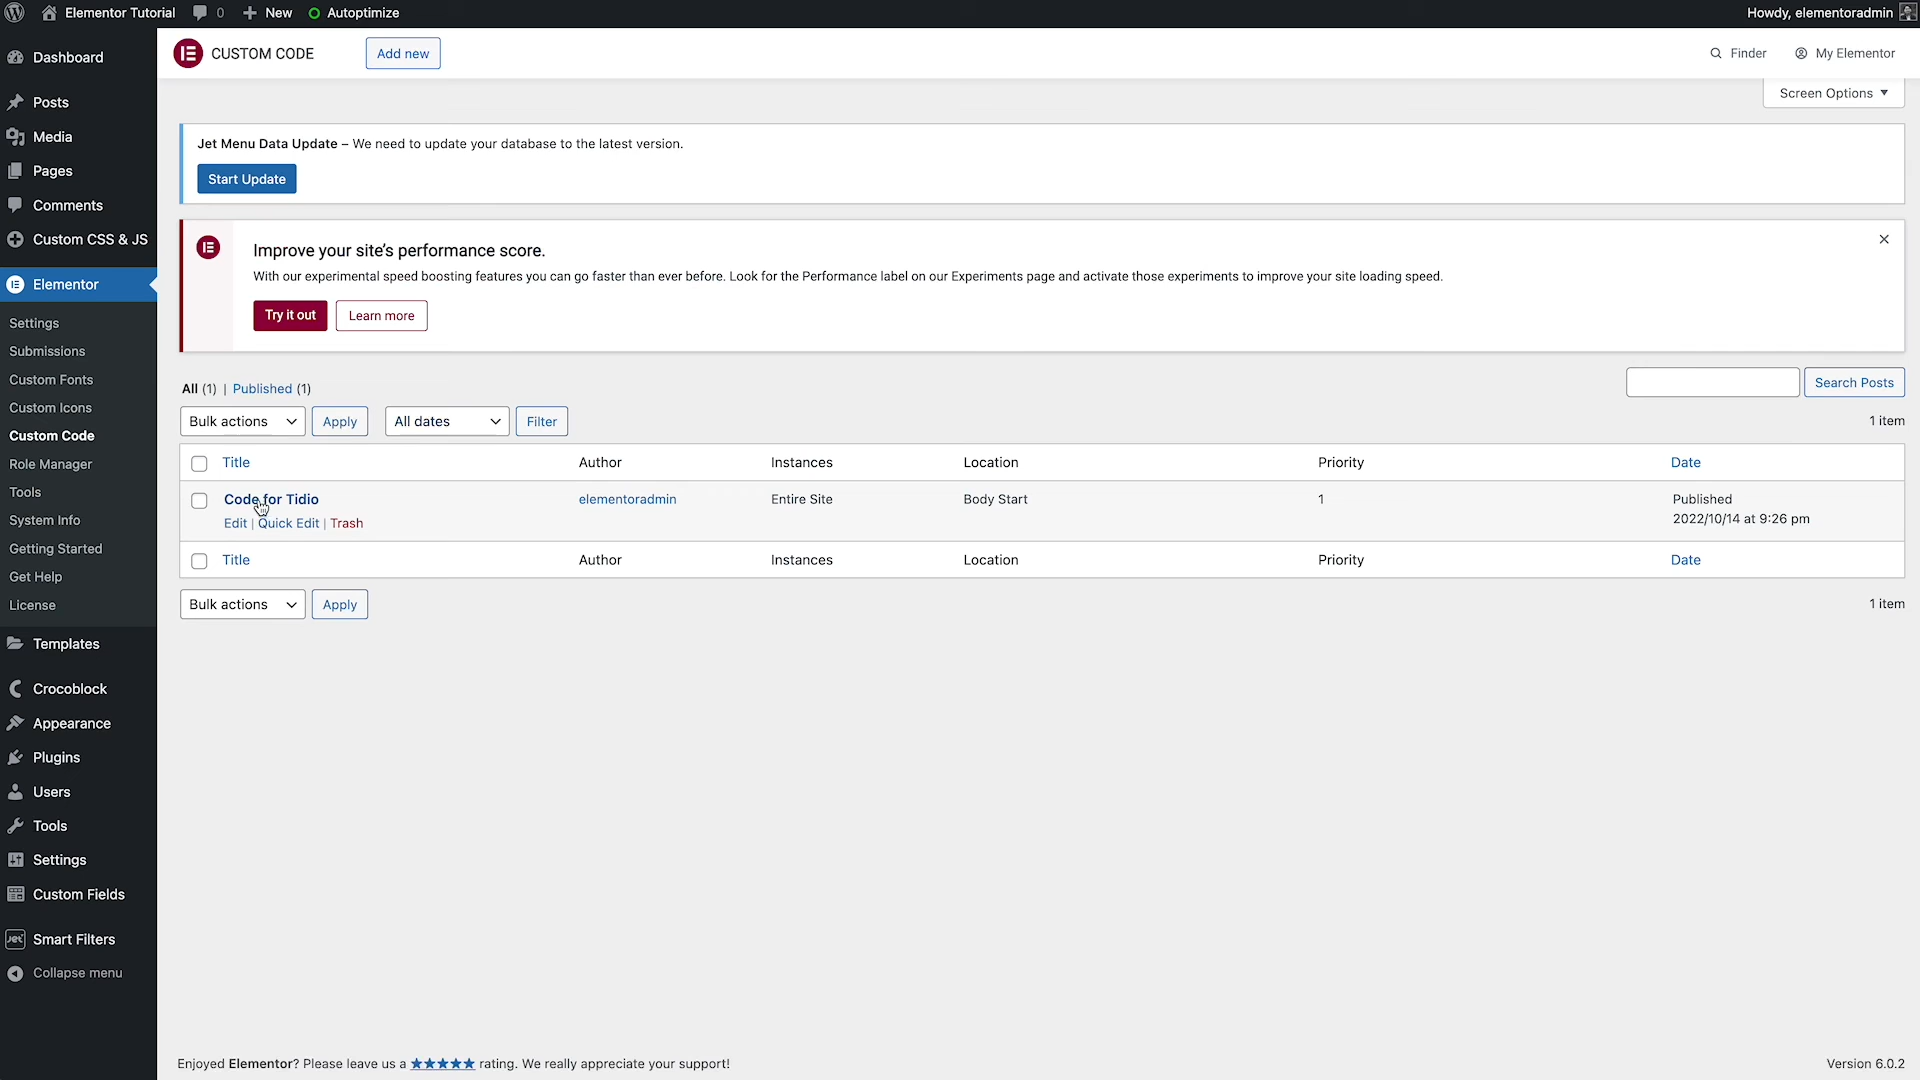 Elementor Tutorial 0 New Autoptimize Howdy, elementoradmin
Dashboard
Posts
Media
Pages
Comments
Custom CSS & JS
Elementor
Settings
Submissions
Custom Fonts
Custom Icons
Custom Code
Role Manager
Tools
System Info
Getting Started
Get Help
License
Templates
Crocoblock
Appearance
Plugins
Users
Tools
Settings
Custom Fields
Smart Filters
Collapse menu
CUSTOM CODE Add new Finder My Elementor
Screen Options
Jet Menu Data Update – We need to update your database to the latest version.
Start Update
Improve your site’s performance score.
With our experimental speed boosting features you can go faster than ever before. Look for the Performance label on our Experiments page and activate those experiments to improve your site loading speed.
Try it out Learn more
All (1) | Published (1) Search Posts
Bulk actions Apply All dates Filter 1 item
Title Author Instances Location Priority Date
Code for Tidio elementoradmin Entire Site Body Start 1 Published
2022/10/14 at 9:26 pm
Edit | Quick Edit | Trash
Title Author Instances Location Priority Date
Bulk actions Apply 1 item
Enjoyed Elementor? Please leave us a ★★★★★ rating. We really appreciate your support! Version 6.0.2